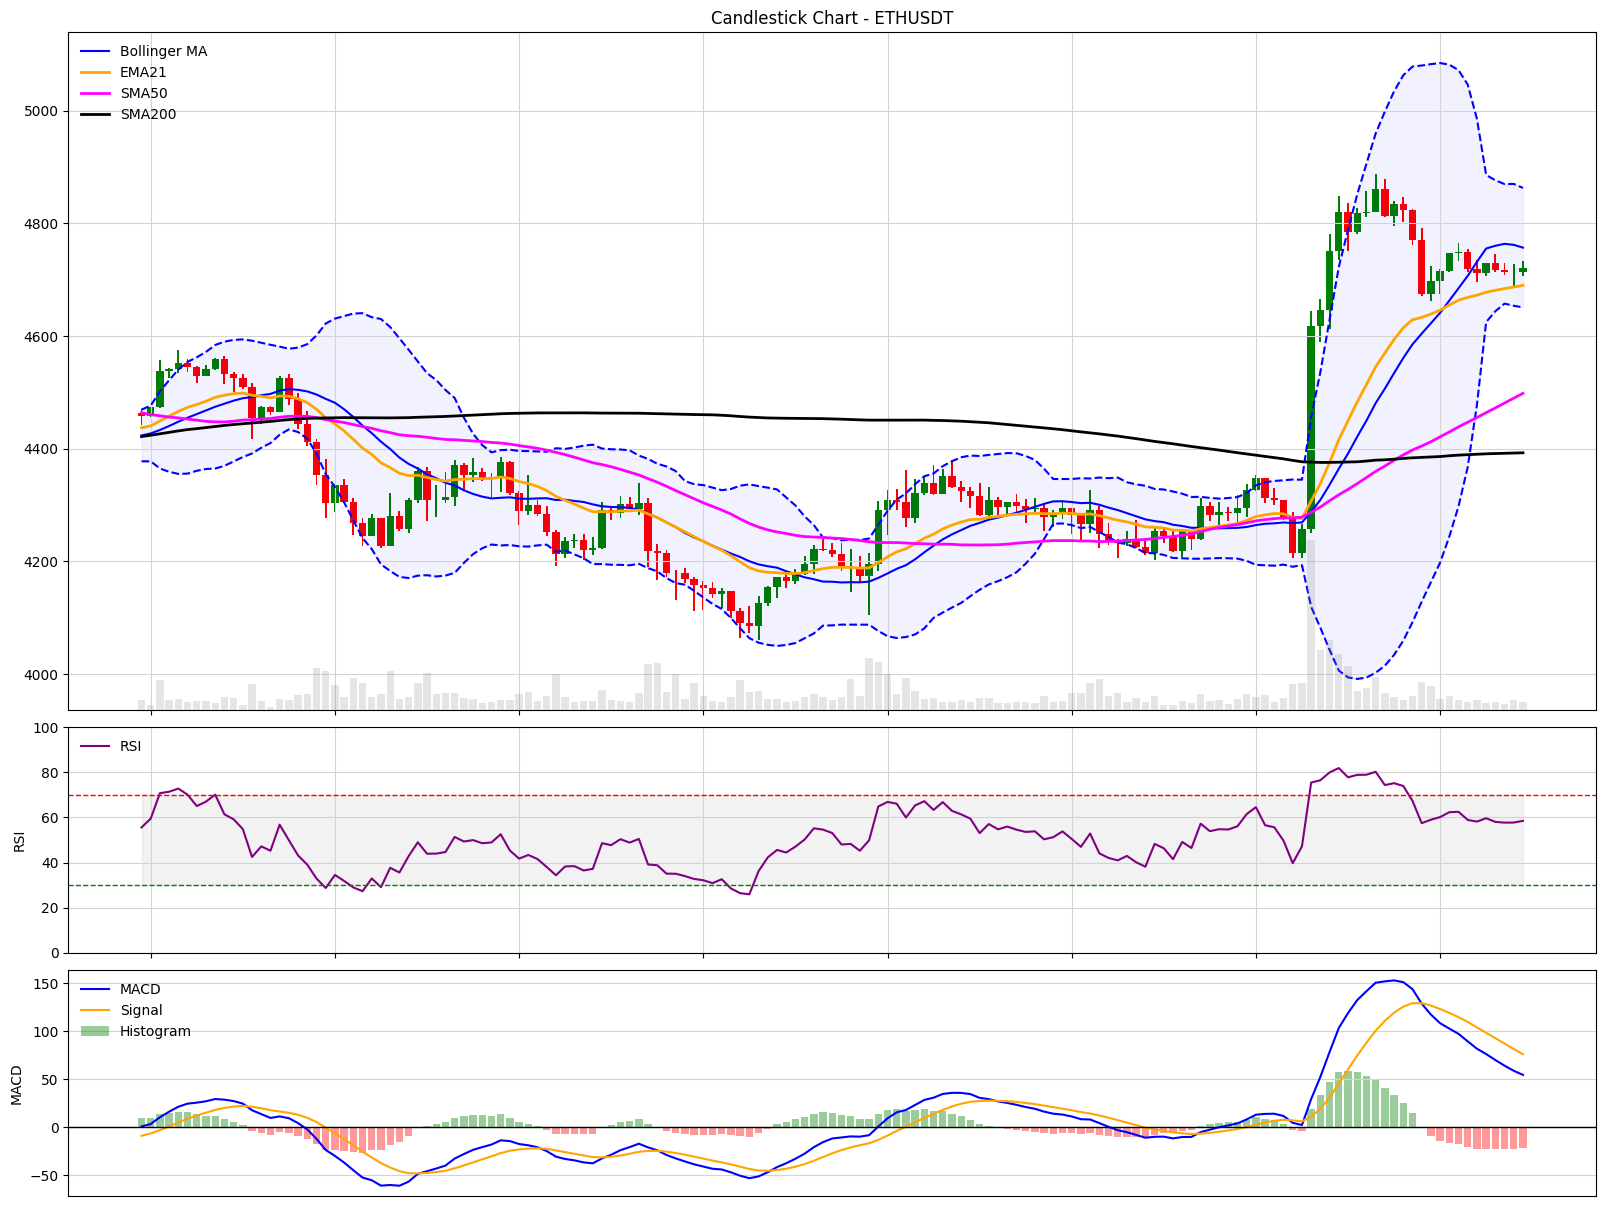 Candlestick Chart - ETHUSDT
Bollinger MA
EMA21
SMA50
SMA200
5000
4800
4600
4400
4200
4000
RSI
100
80
60
40
20
0
RSI
MACD
Signal
Histogram
150
100
50
0
−50
MACD